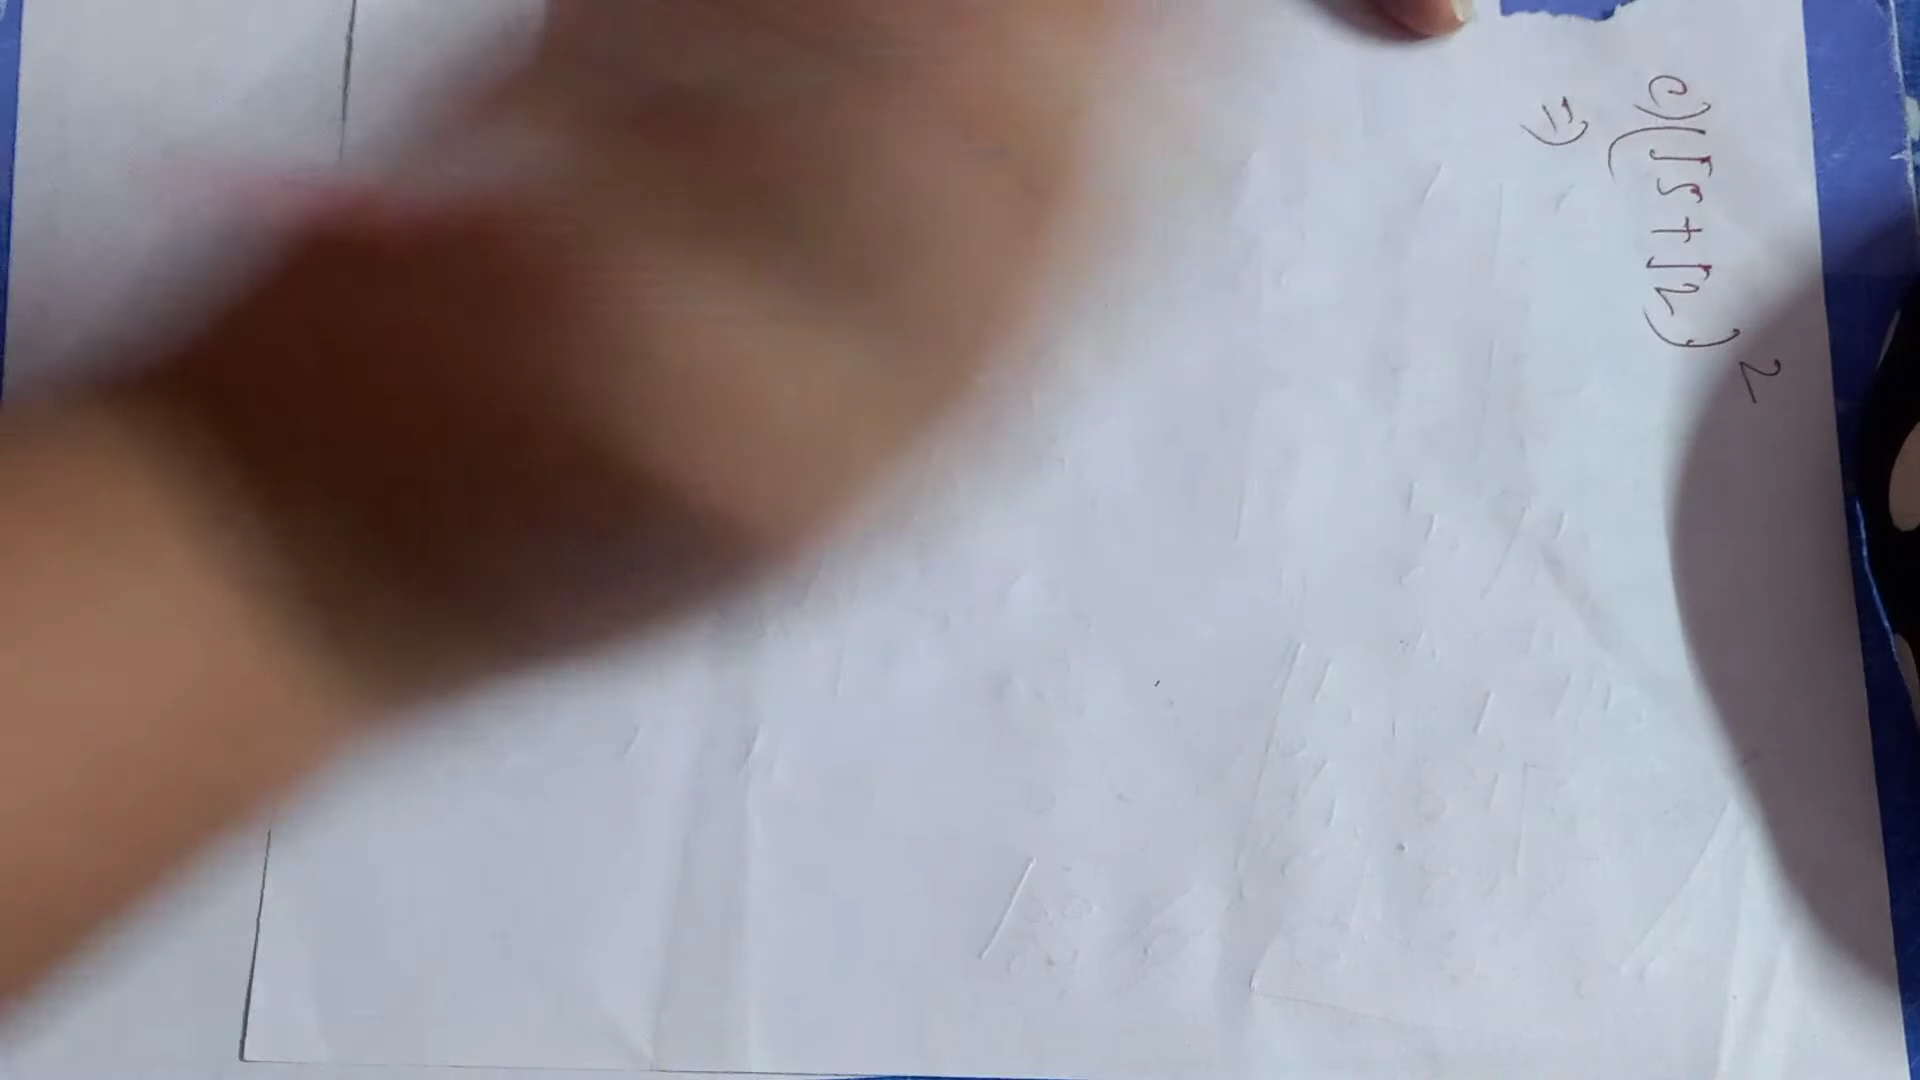 c) (√5 + √2)²
⇒